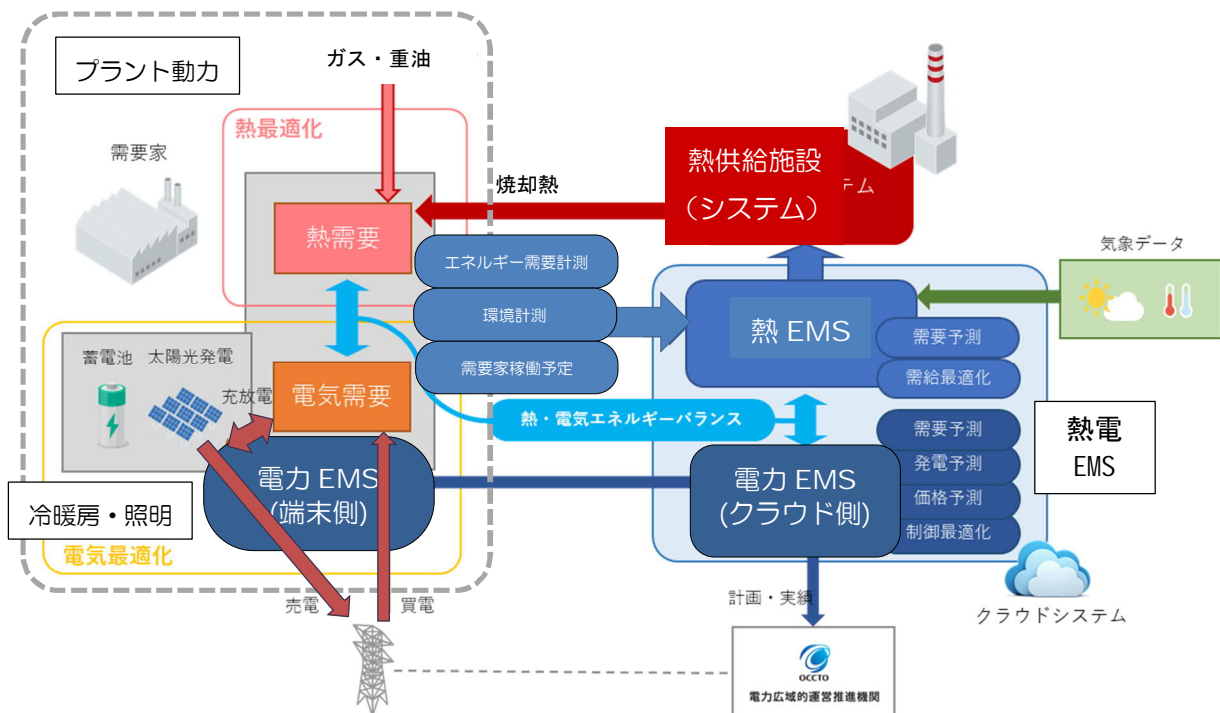 プラント動力
ガス・重油
熱最適化
需要家
熱供給施設
テム
(システム)
焼却熱
熱需要
エネルギー需要計測
気象データ
環境計測
熱 EMS
需要予測
需要家稼働予定
需給最適化
蓄電池
太陽光発電
充放電
電気需要
熱・電気エネルギーバランス
需要予測
熱電
EMS
発電予測
電力 EMS
(端末側)
電力 EMS
(クラウド側)
価格予測
制御最適化
冷暖房・照明
電気最適化
売電
買電
計画・実績
クラウドシステム
OCCTO
電力広域的運営推進機関